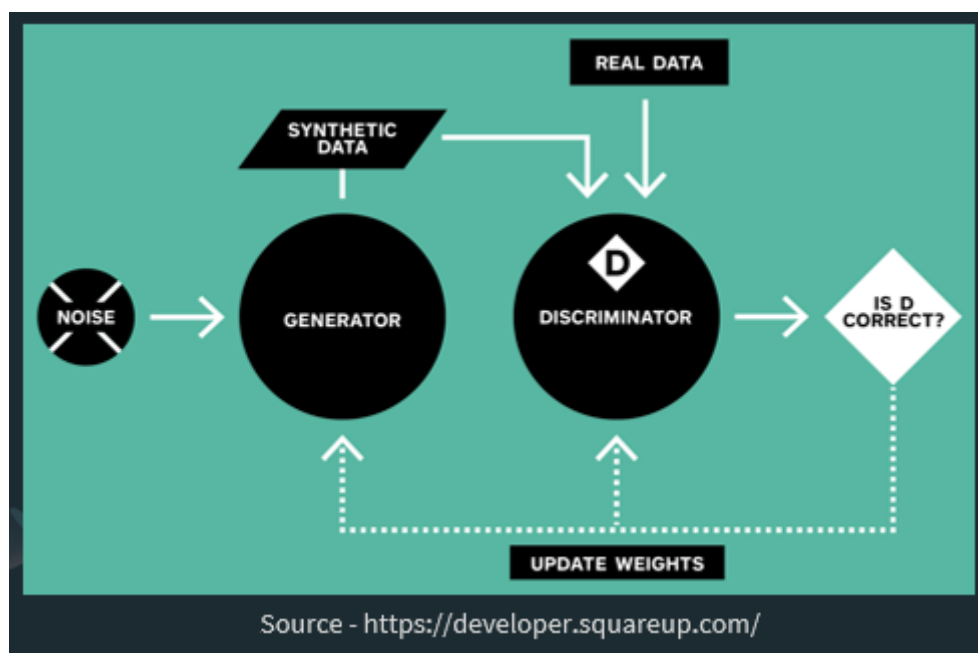 REAL DATA
SYNTHETIC
DATA
D
NOISE
GENERATOR
DISCRIMINATOR
IS D
CORRECT?
UPDATE WEIGHTS
Source - https://developer.squareup.com/